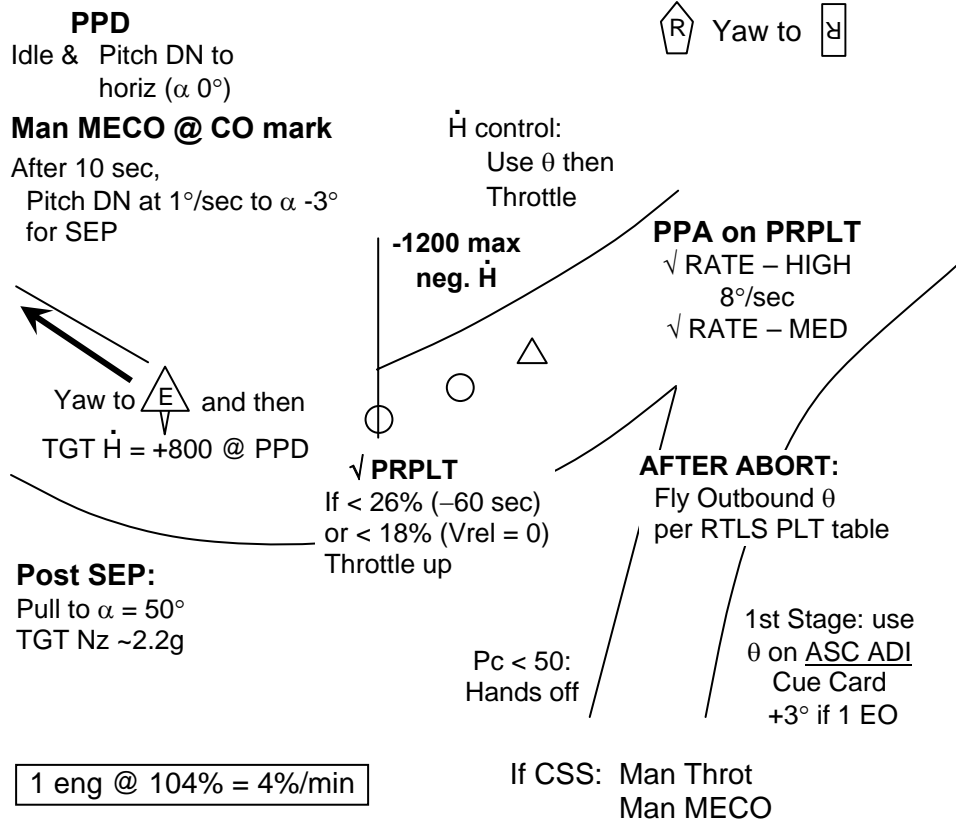 PPD
Idle & Pitch DN to
horiz (α 0°)
Man MECO @ CO mark
After 10 sec,
Pitch DN at 1°/sec to α -3°
for SEP
R Yaw to R
Ḣ control:
Use θ then
Throttle
-1200 max
neg. Ḣ
PPA on PRPLT
√ RATE – HIGH
8°/sec
√ RATE – MED
Yaw to E and then
TGT Ḣ = +800 @ PPD
√ PRPLT
If < 26% (–60 sec)
or < 18% (Vrel = 0)
Throttle up
AFTER ABORT:
Fly Outbound θ
per RTLS PLT table
Post SEP:
Pull to α = 50°
TGT Nz ~2.2g
Pc < 50:
Hands off
1st Stage: use
θ on ASC ADI
Cue Card
+3° if 1 EO
1 eng @ 104% = 4%/min
If CSS: Man Throt
Man MECO